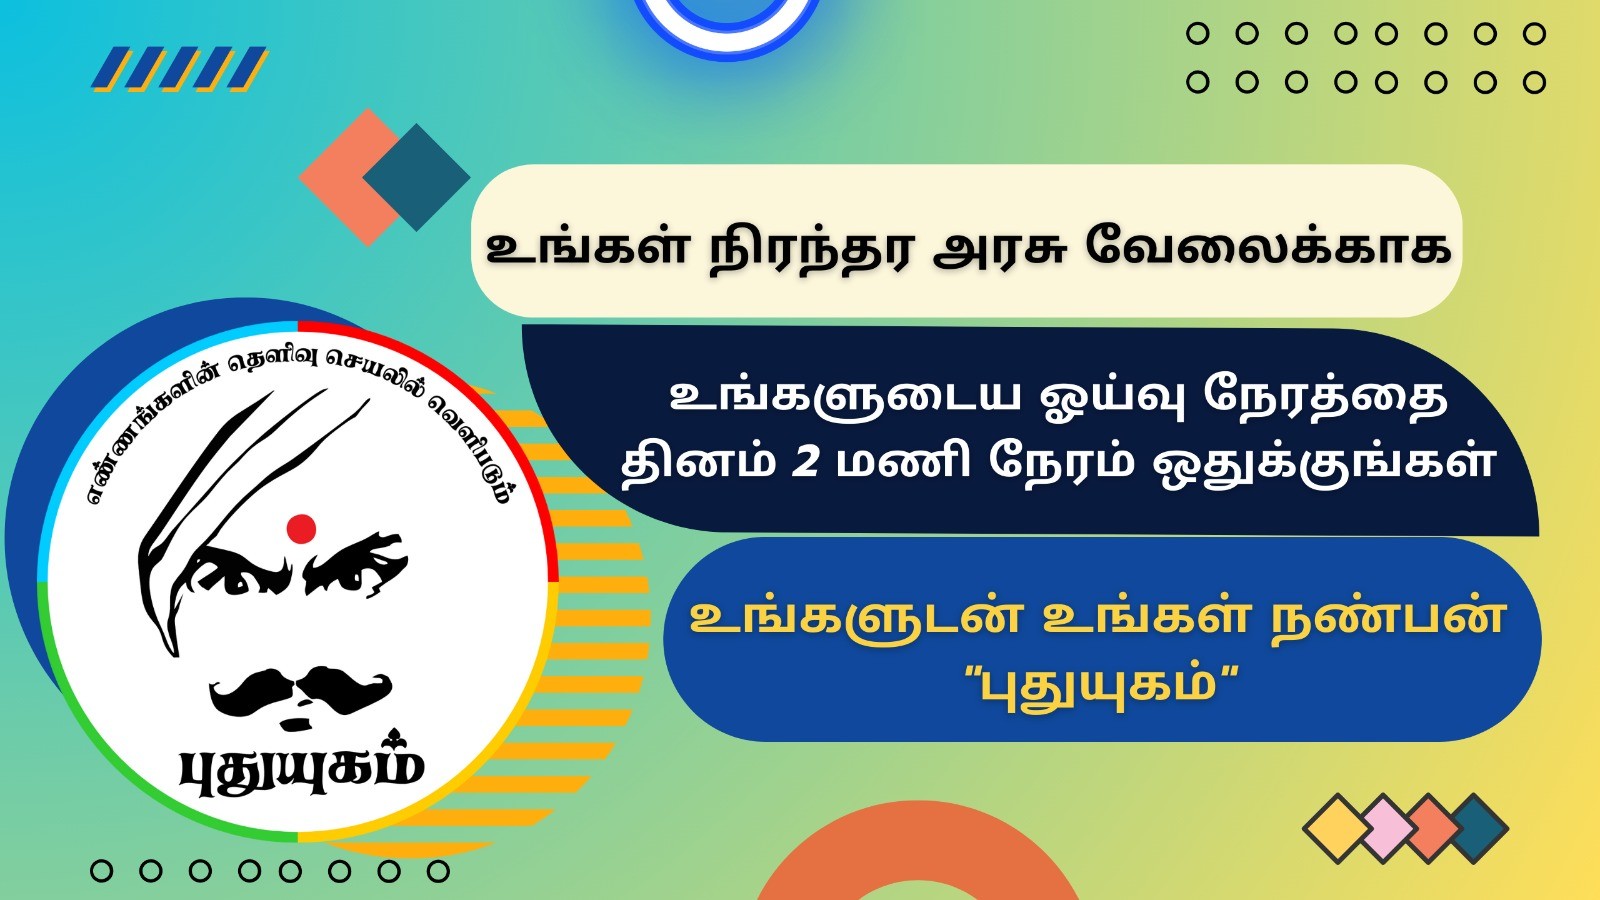 உங்கள் நிரந்தர அரசு வேலைக்காக
உங்களுடைய ஓய்வு நேரத்தை
தினம் 2 மணி நேரம் ஒதுக்குங்கள்
உங்களுடன் உங்கள் நண்பன்
"புதுயுகம்"
எண்ணங்களின் தெளிவு செயலில் வெளிபடும்
புதுயுகம்